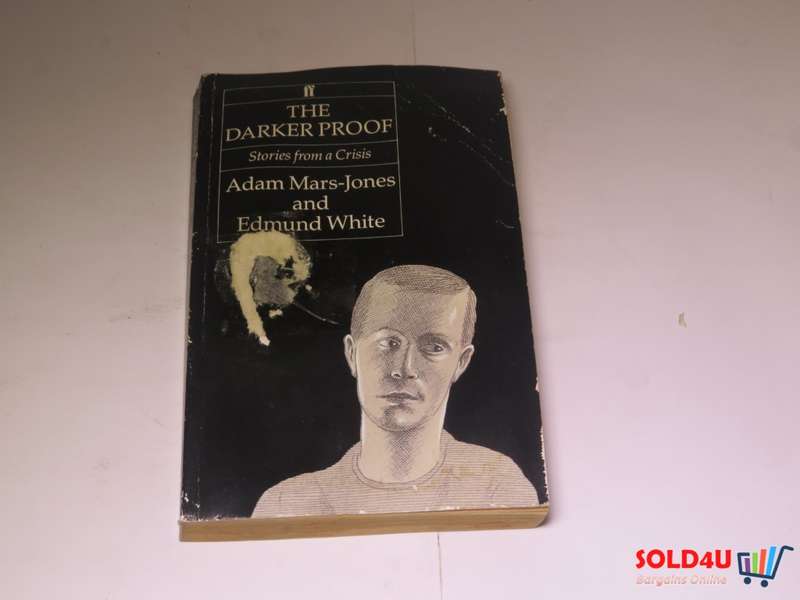 ff
THE
DARKER PROOF
Stories from a Crisis
Adam Mars-Jones
and
Edmund White
SOLD4U
Bargains Online